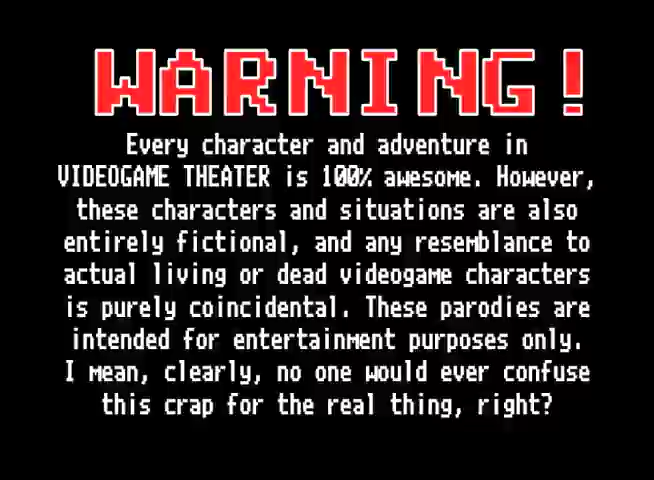 WARNING!
Every character and adventure in
VIDEOGAME THEATER is 100% awesome. However,
these characters and situations are also
entirely fictional, and any resemblance to
actual living or dead videogame characters
is purely coincidental. These parodies are
intended for entertainment purposes only.
I mean, clearly, no one would ever confuse
this crap for the real thing, right?